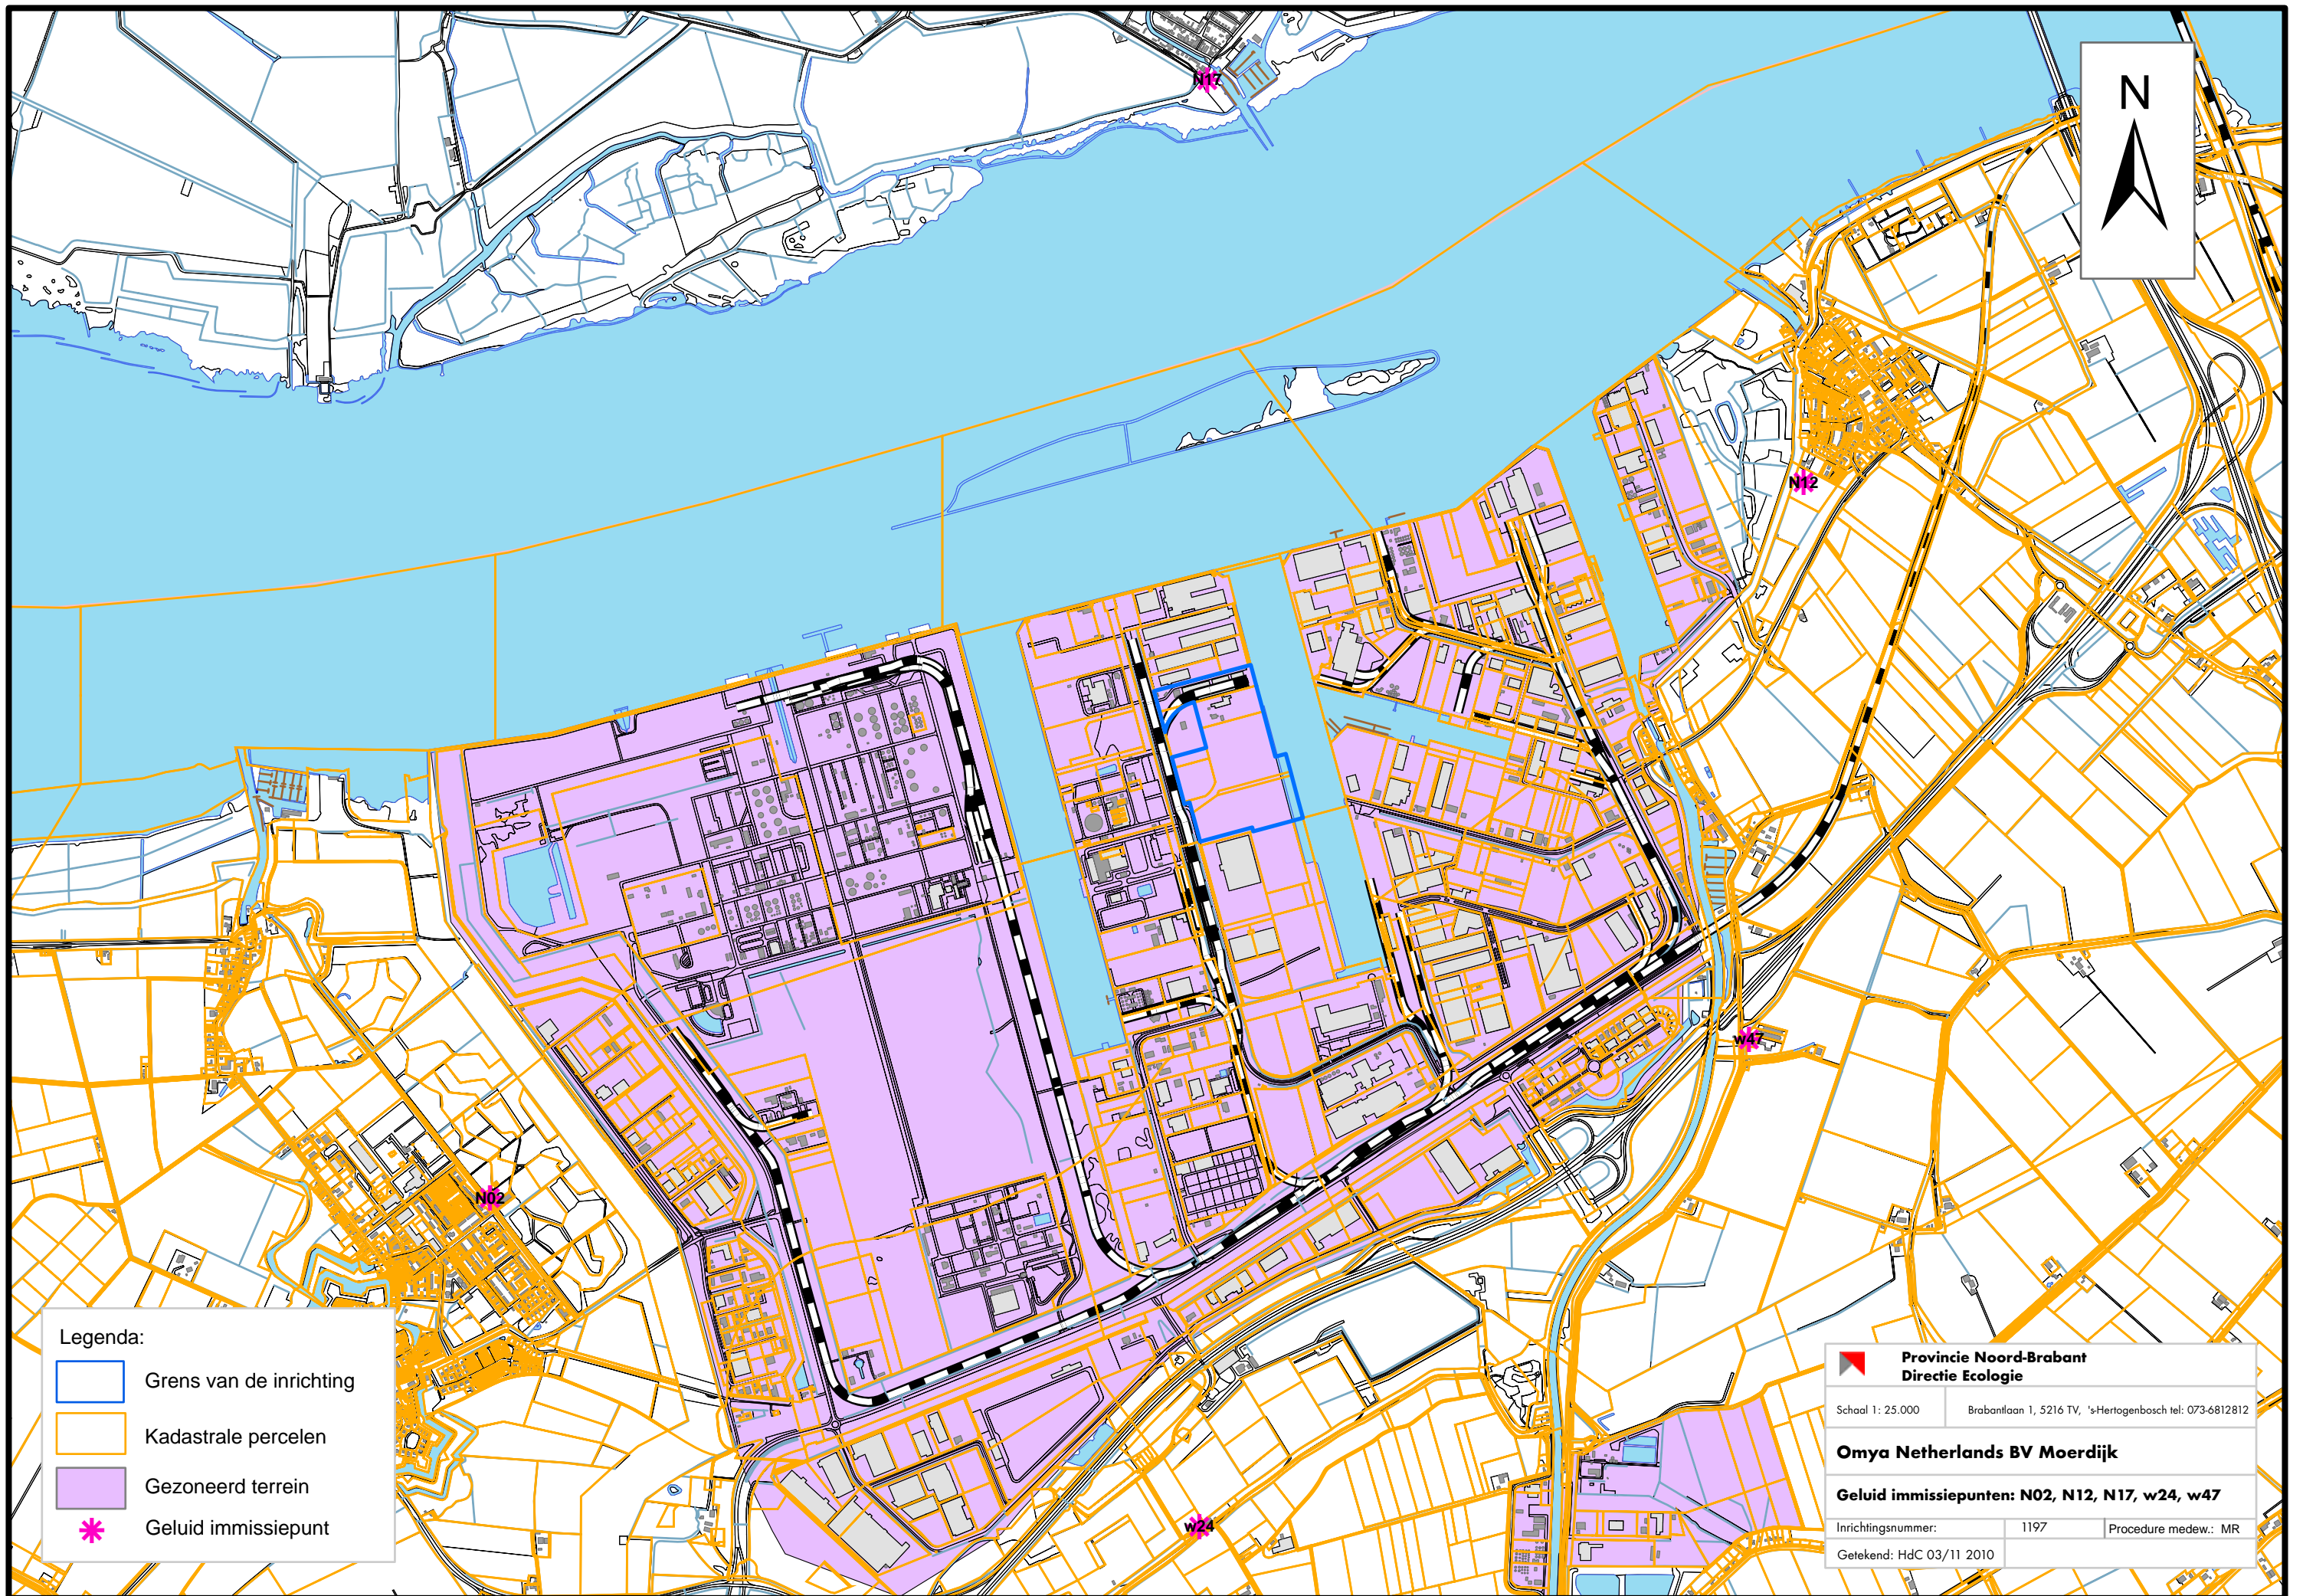 N17
N
N12
w47
N02
w24
Legenda:
Grens van de inrichting
Kadastrale percelen
Gezoneerd terrein
Geluid immissiepunt
Provincie Noord-Brabant
Directie Ecologie
Schaal 1: 25.000 Brabantlaan 1, 5216 TV, 's-Hertogenbosch tel: 073-6812812
Omya Netherlands BV Moerdijk
Geluid immissiepunten: N02, N12, N17, w24, w47
Inrichtingsnummer: 1197 Procedure medew.: MR
Getekend: HdC 03/11 2010